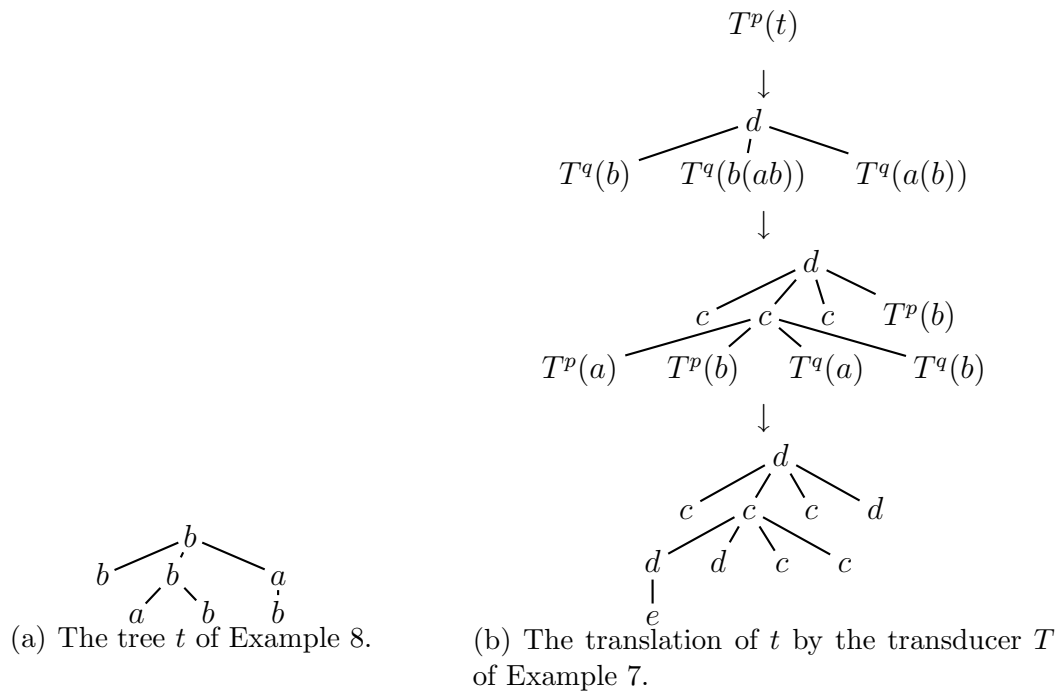 T^p(t)
↓
d
T^q(b) T^q(b(ab)) T^q(a(b))
↓
d
c c c T^p(b)
T^p(a) T^p(b) T^q(a) T^q(b)
↓
d
c c c d
d d c c
e
b
b b a
a b b
(a) The tree t of Example 8.
(b) The translation of t by the transducer T
of Example 7.